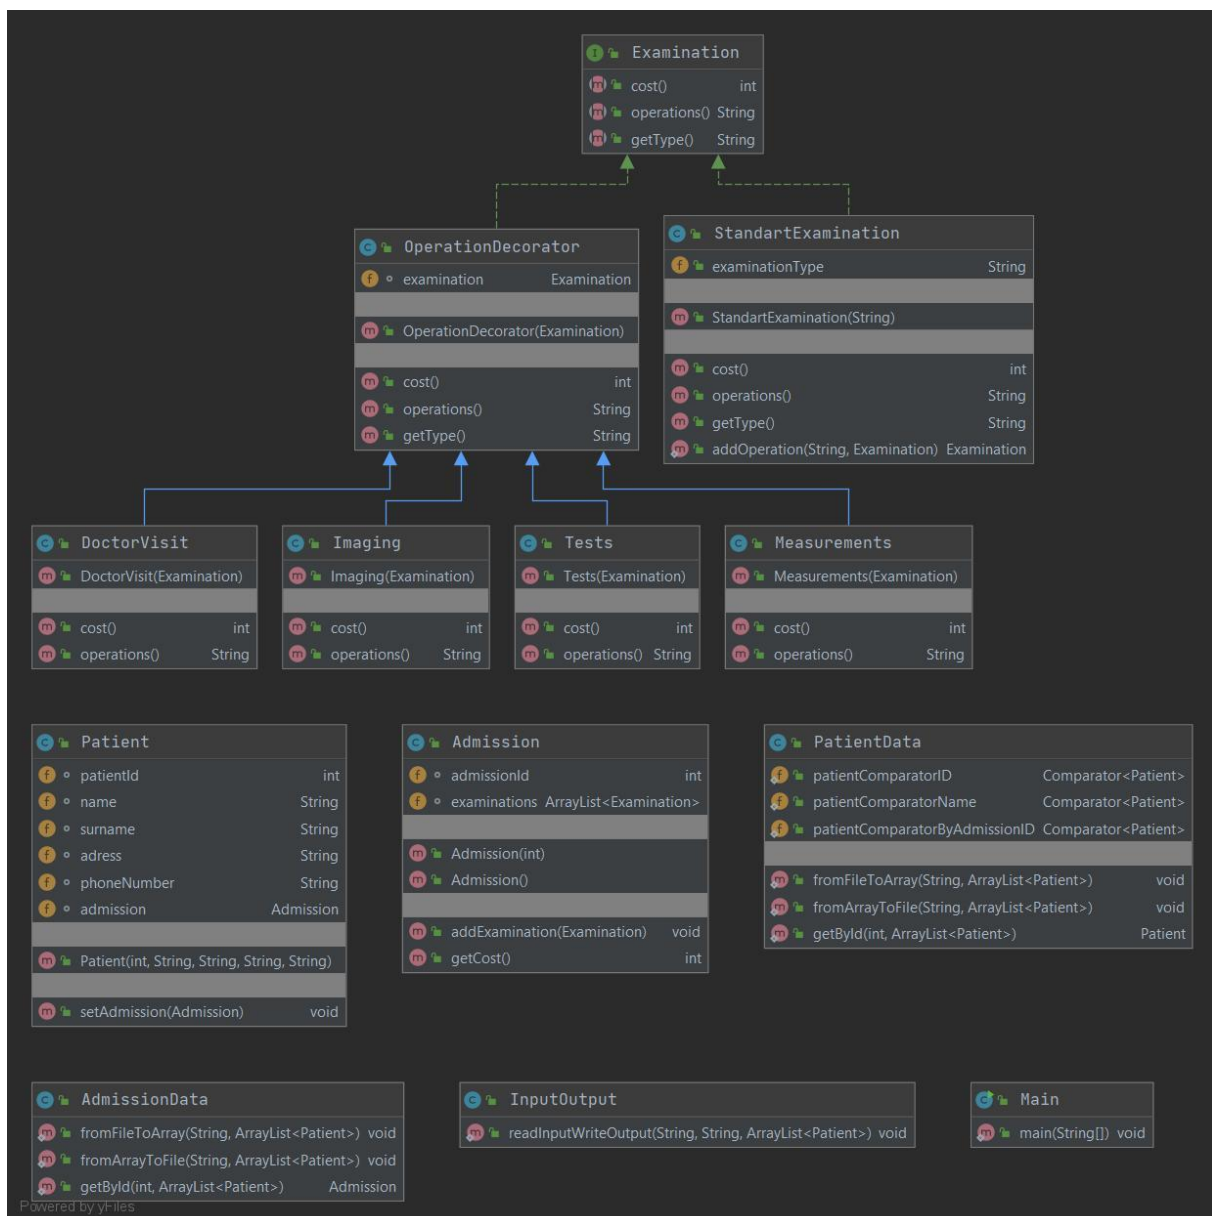 Examination
cost() int
operations() String
getType() String
OperationDecorator
examination Examination
OperationDecorator(Examination)
cost() int
operations() String
getType() String
StandartExamination
examinationType String
StandartExamination(String)
cost() int
operations() String
getType() String
addOperation(String, Examination) Examination
DoctorVisit
DoctorVisit(Examination)
cost() int
operations() String
Imaging
Imaging(Examination)
cost() int
operations() String
Tests
Tests(Examination)
cost() int
operations() String
Measurements
Measurements(Examination)
cost() int
operations() String
Patient
patientId int
name String
surname String
adress String
phoneNumber String
admission Admission
Patient(int, String, String, String, String)
setAdmission(Admission) void
Admission
admissionId int
examinations ArrayList<Examination>
Admission(int)
Admission()
addExamination(Examination) void
getCost() int
PatientData
patientComparatorID Comparator<Patient>
patientComparatorName Comparator<Patient>
patientComparatorByAdmissionID Comparator<Patient>
fromFileToArray(String, ArrayList<Patient>) void
fromArrayToFile(String, ArrayList<Patient>) void
getById(int, ArrayList<Patient>) Patient
AdmissionData
fromFileToArray(String, ArrayList<Patient>) void
fromArrayToFile(String, ArrayList<Patient>) void
getById(int, ArrayList<Patient>) Admission
InputOutput
readInputWriteOutput(String, String, ArrayList<Patient>) void
Main
main(String[]) void
Powered by yFiles